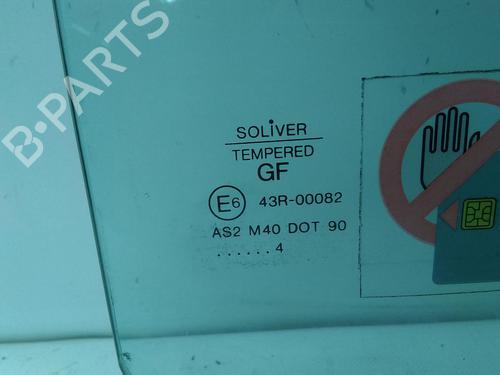 B-PARTS
SOLIVER
TEMPERED
GF
E6 43R-00082
AS2 M40 DOT 90
......4